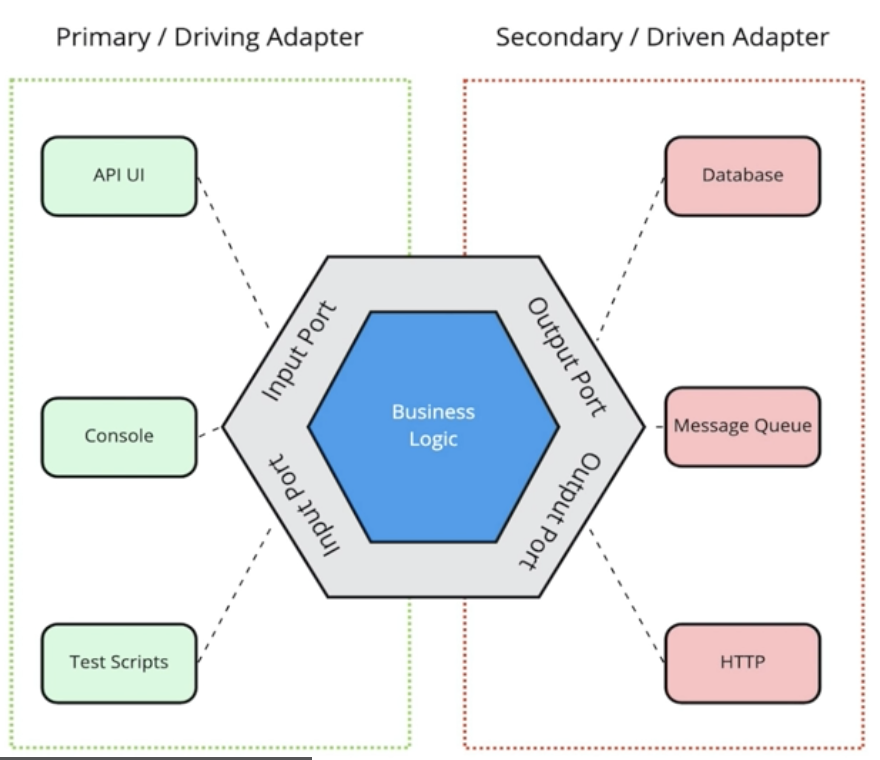 Primary / Driving Adapter
Secondary / Driven Adapter
API UI
Database
Input Port
Output Port
Console
Business
Logic
Message Queue
Input Port
Output Port
Test Scripts
HTTP